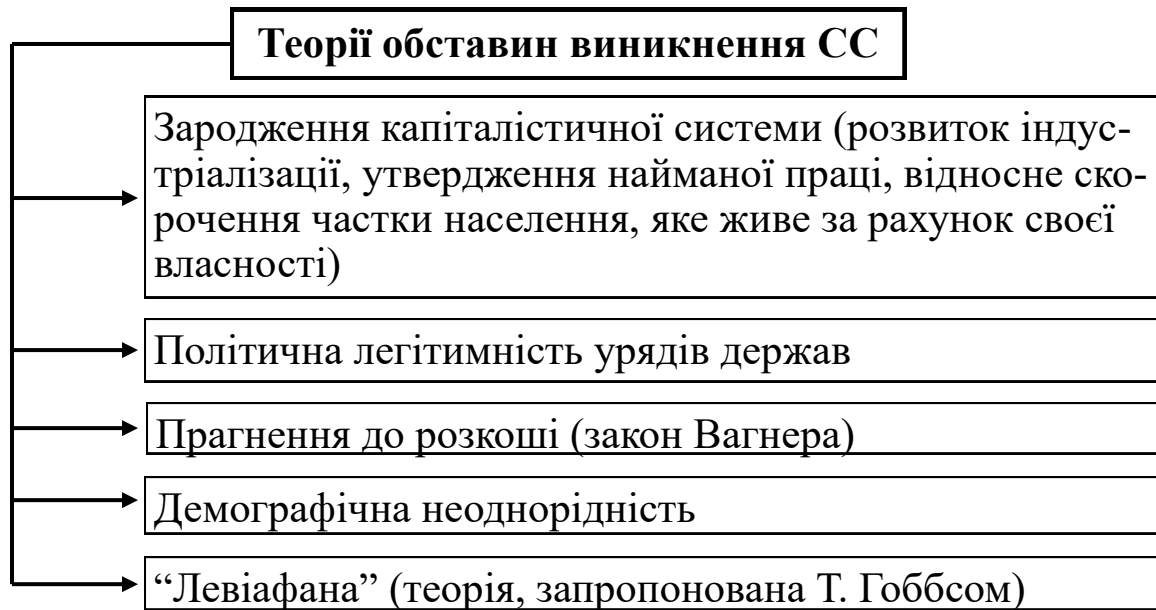 Теорії обставин виникнення СС
Зародження капіталістичної системи (розвиток індус-
тріалізації, утвердження найманої праці, відносне ско-
рочення частки населення, яке живе за рахунок своєї
власності)
Політична легітимність урядів держав
Прагнення до розкоші (закон Вагнера)
Демографічна неоднорідність
“Левіафана” (теорія, запропонована Т. Гоббсом)